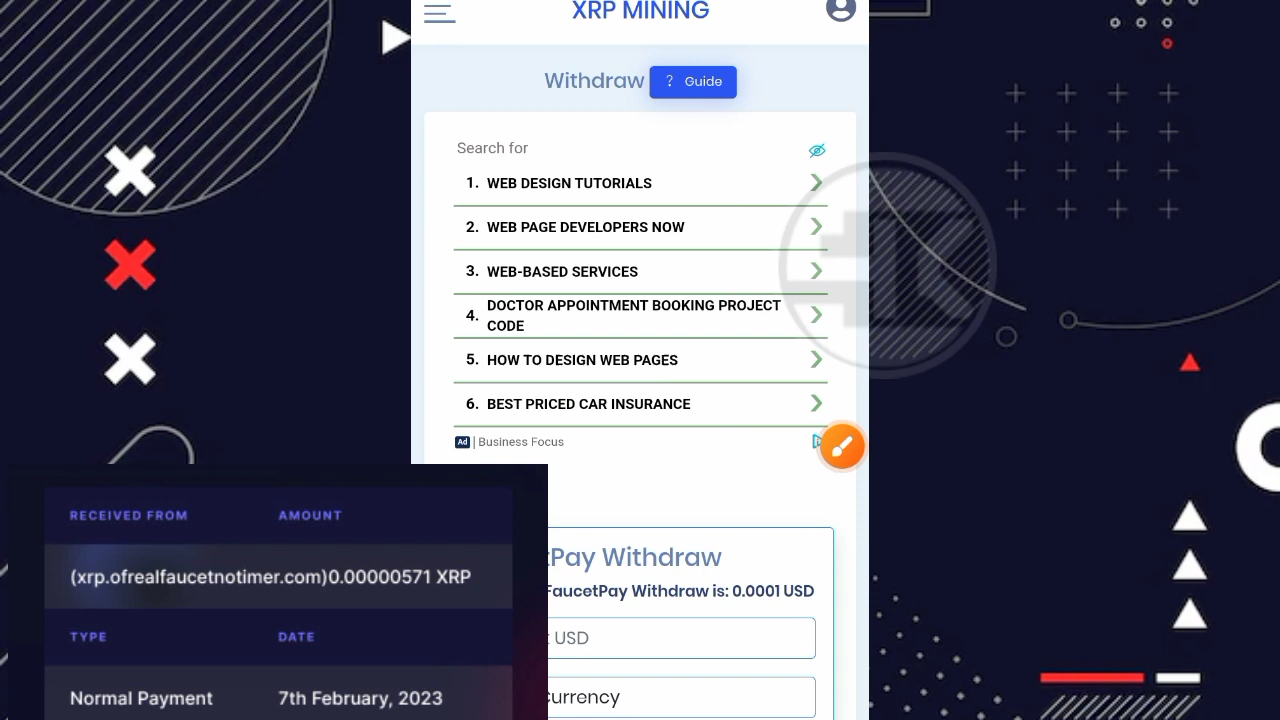 XRP MINING
Withdraw
? Guide
Search for
1. WEB DESIGN TUTORIALS
2. WEB PAGE DEVELOPERS NOW
3. WEB-BASED SERVICES
4. DOCTOR APPOINTMENT BOOKING PROJECT
CODE
5. HOW TO DESIGN WEB PAGES
6. BEST PRICED CAR INSURANCE
Ad | Business Focus
tPay Withdraw
FaucetPay Withdraw is: 0.0001 USD
USD
Currency
RECEIVED FROM AMOUNT
(xrp.ofrealfaucetnotimer.com)0.00000571 XRP
TYPE DATE
Normal Payment 7th February, 2023